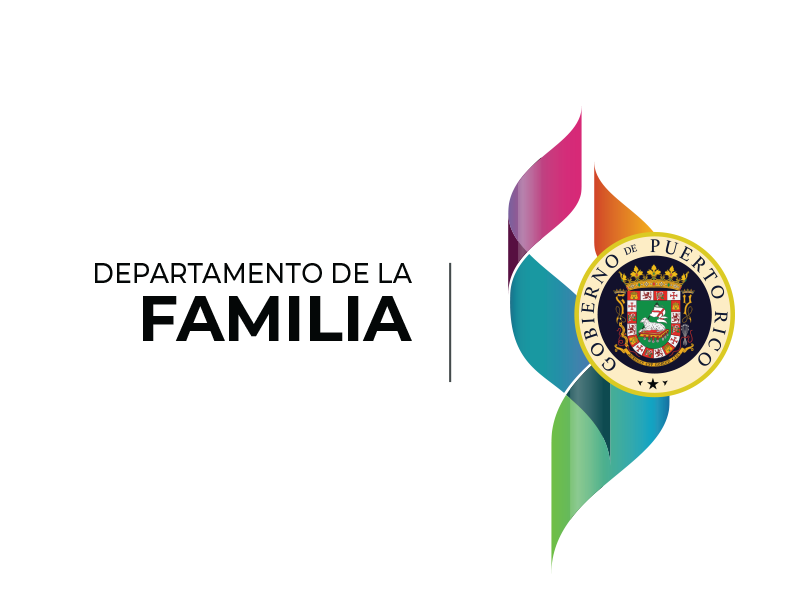 DEPARTAMENTO DE LA
FAMILIA
GOBIERNO DE PUERTO RICO